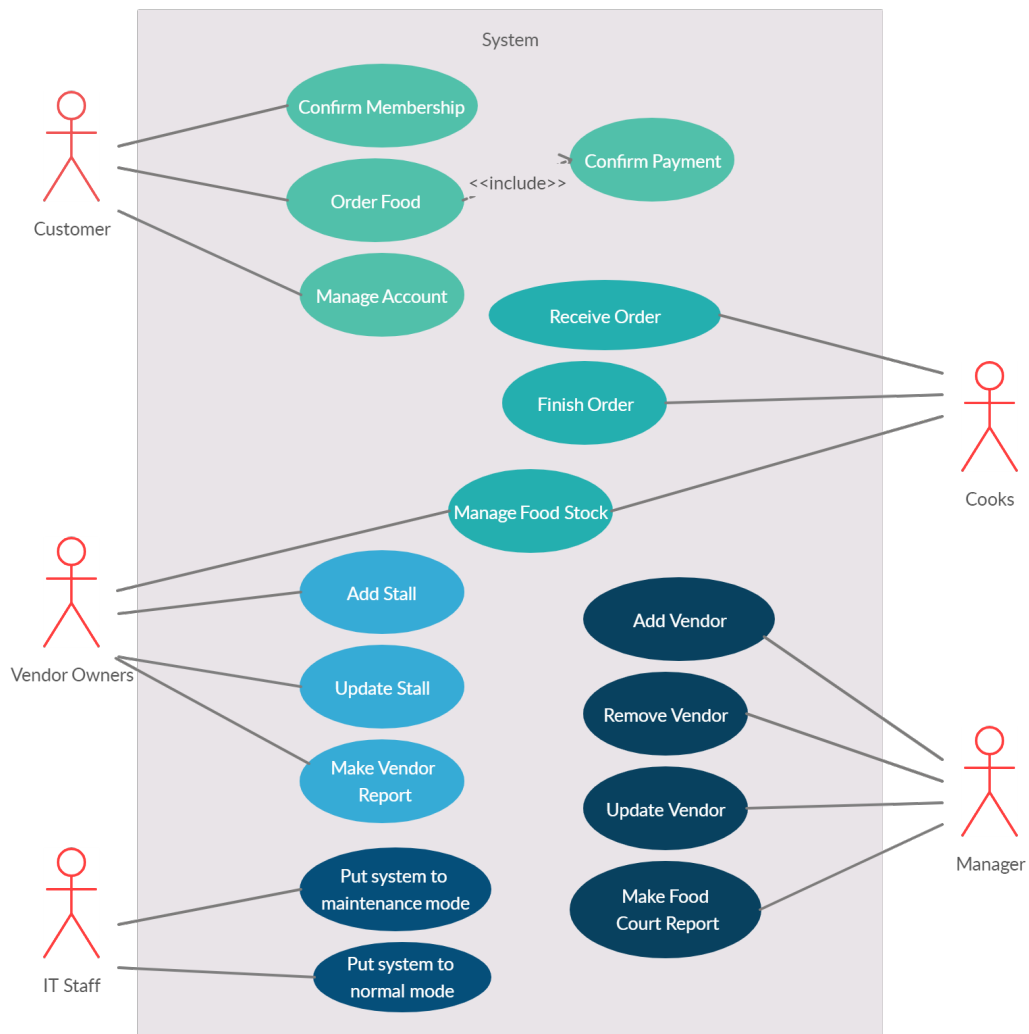 System
Confirm Membership
Confirm Payment
<<include>>
Order Food
Customer
Manage Account
Receive Order
Finish Order
Cooks
Manage Food Stock
Add Stall
Add Vendor
Vendor Owners
Update Stall
Remove Vendor
Make Vendor
Report
Update Vendor
Manager
Put system to
maintenance mode
Make Food
Court Report
IT Staff
Put system to
normal mode